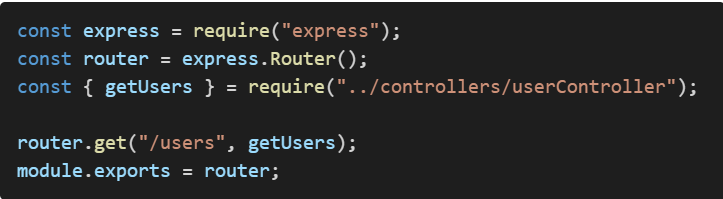 const express = require("express");
const router = express.Router();
const { getUsers } = require("../controllers/userController");
router.get("/users", getUsers);
module.exports = router;